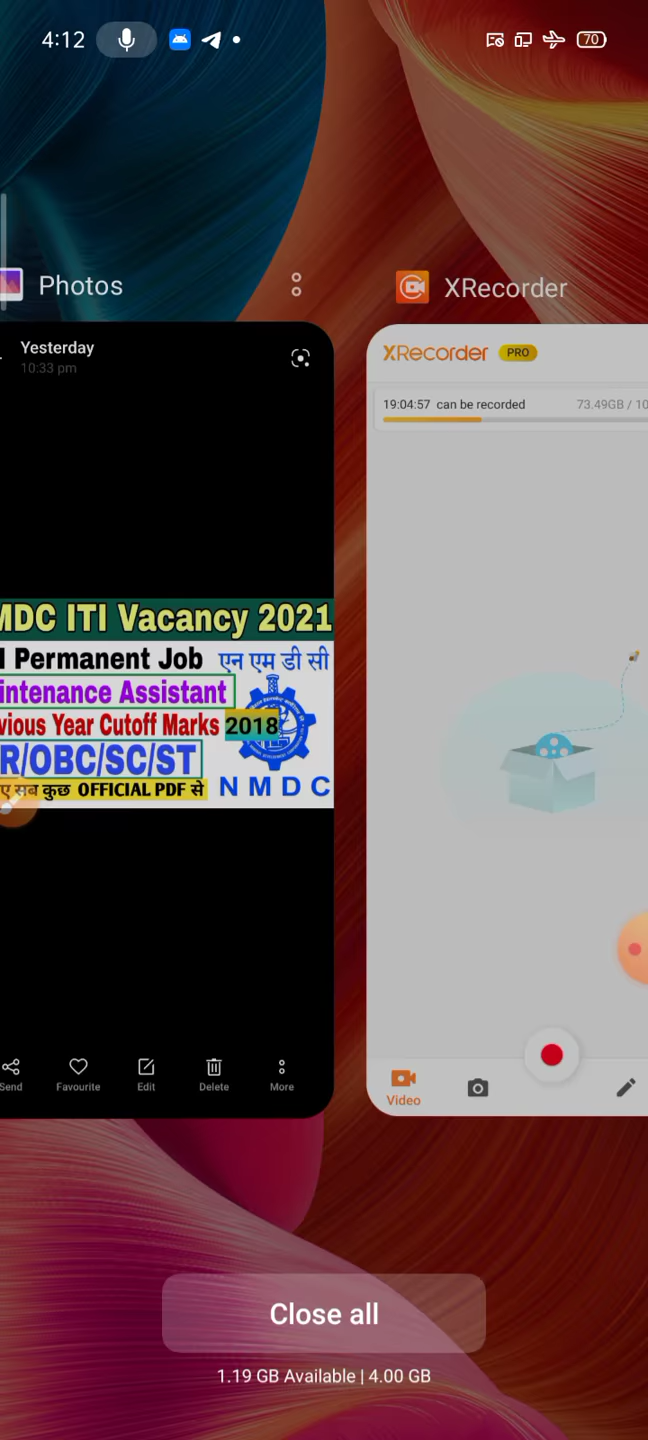 4:12
70
Photos
XRecorder
Yesterday
10:33 pm
XRecorder PRO
19:04:57 can be recorded 73.49GB / 10
MDC ITI Vacancy 2021
Permanent Job एन एम डी सी
intenance Assistant
vious Year Cutoff Marks 2018
R/OBC/SC/ST
सब कुछ OFFICIAL PDF से NMDC
Send Favourite Edit Delete More
Video
Close all
1.19 GB Available | 4.00 GB